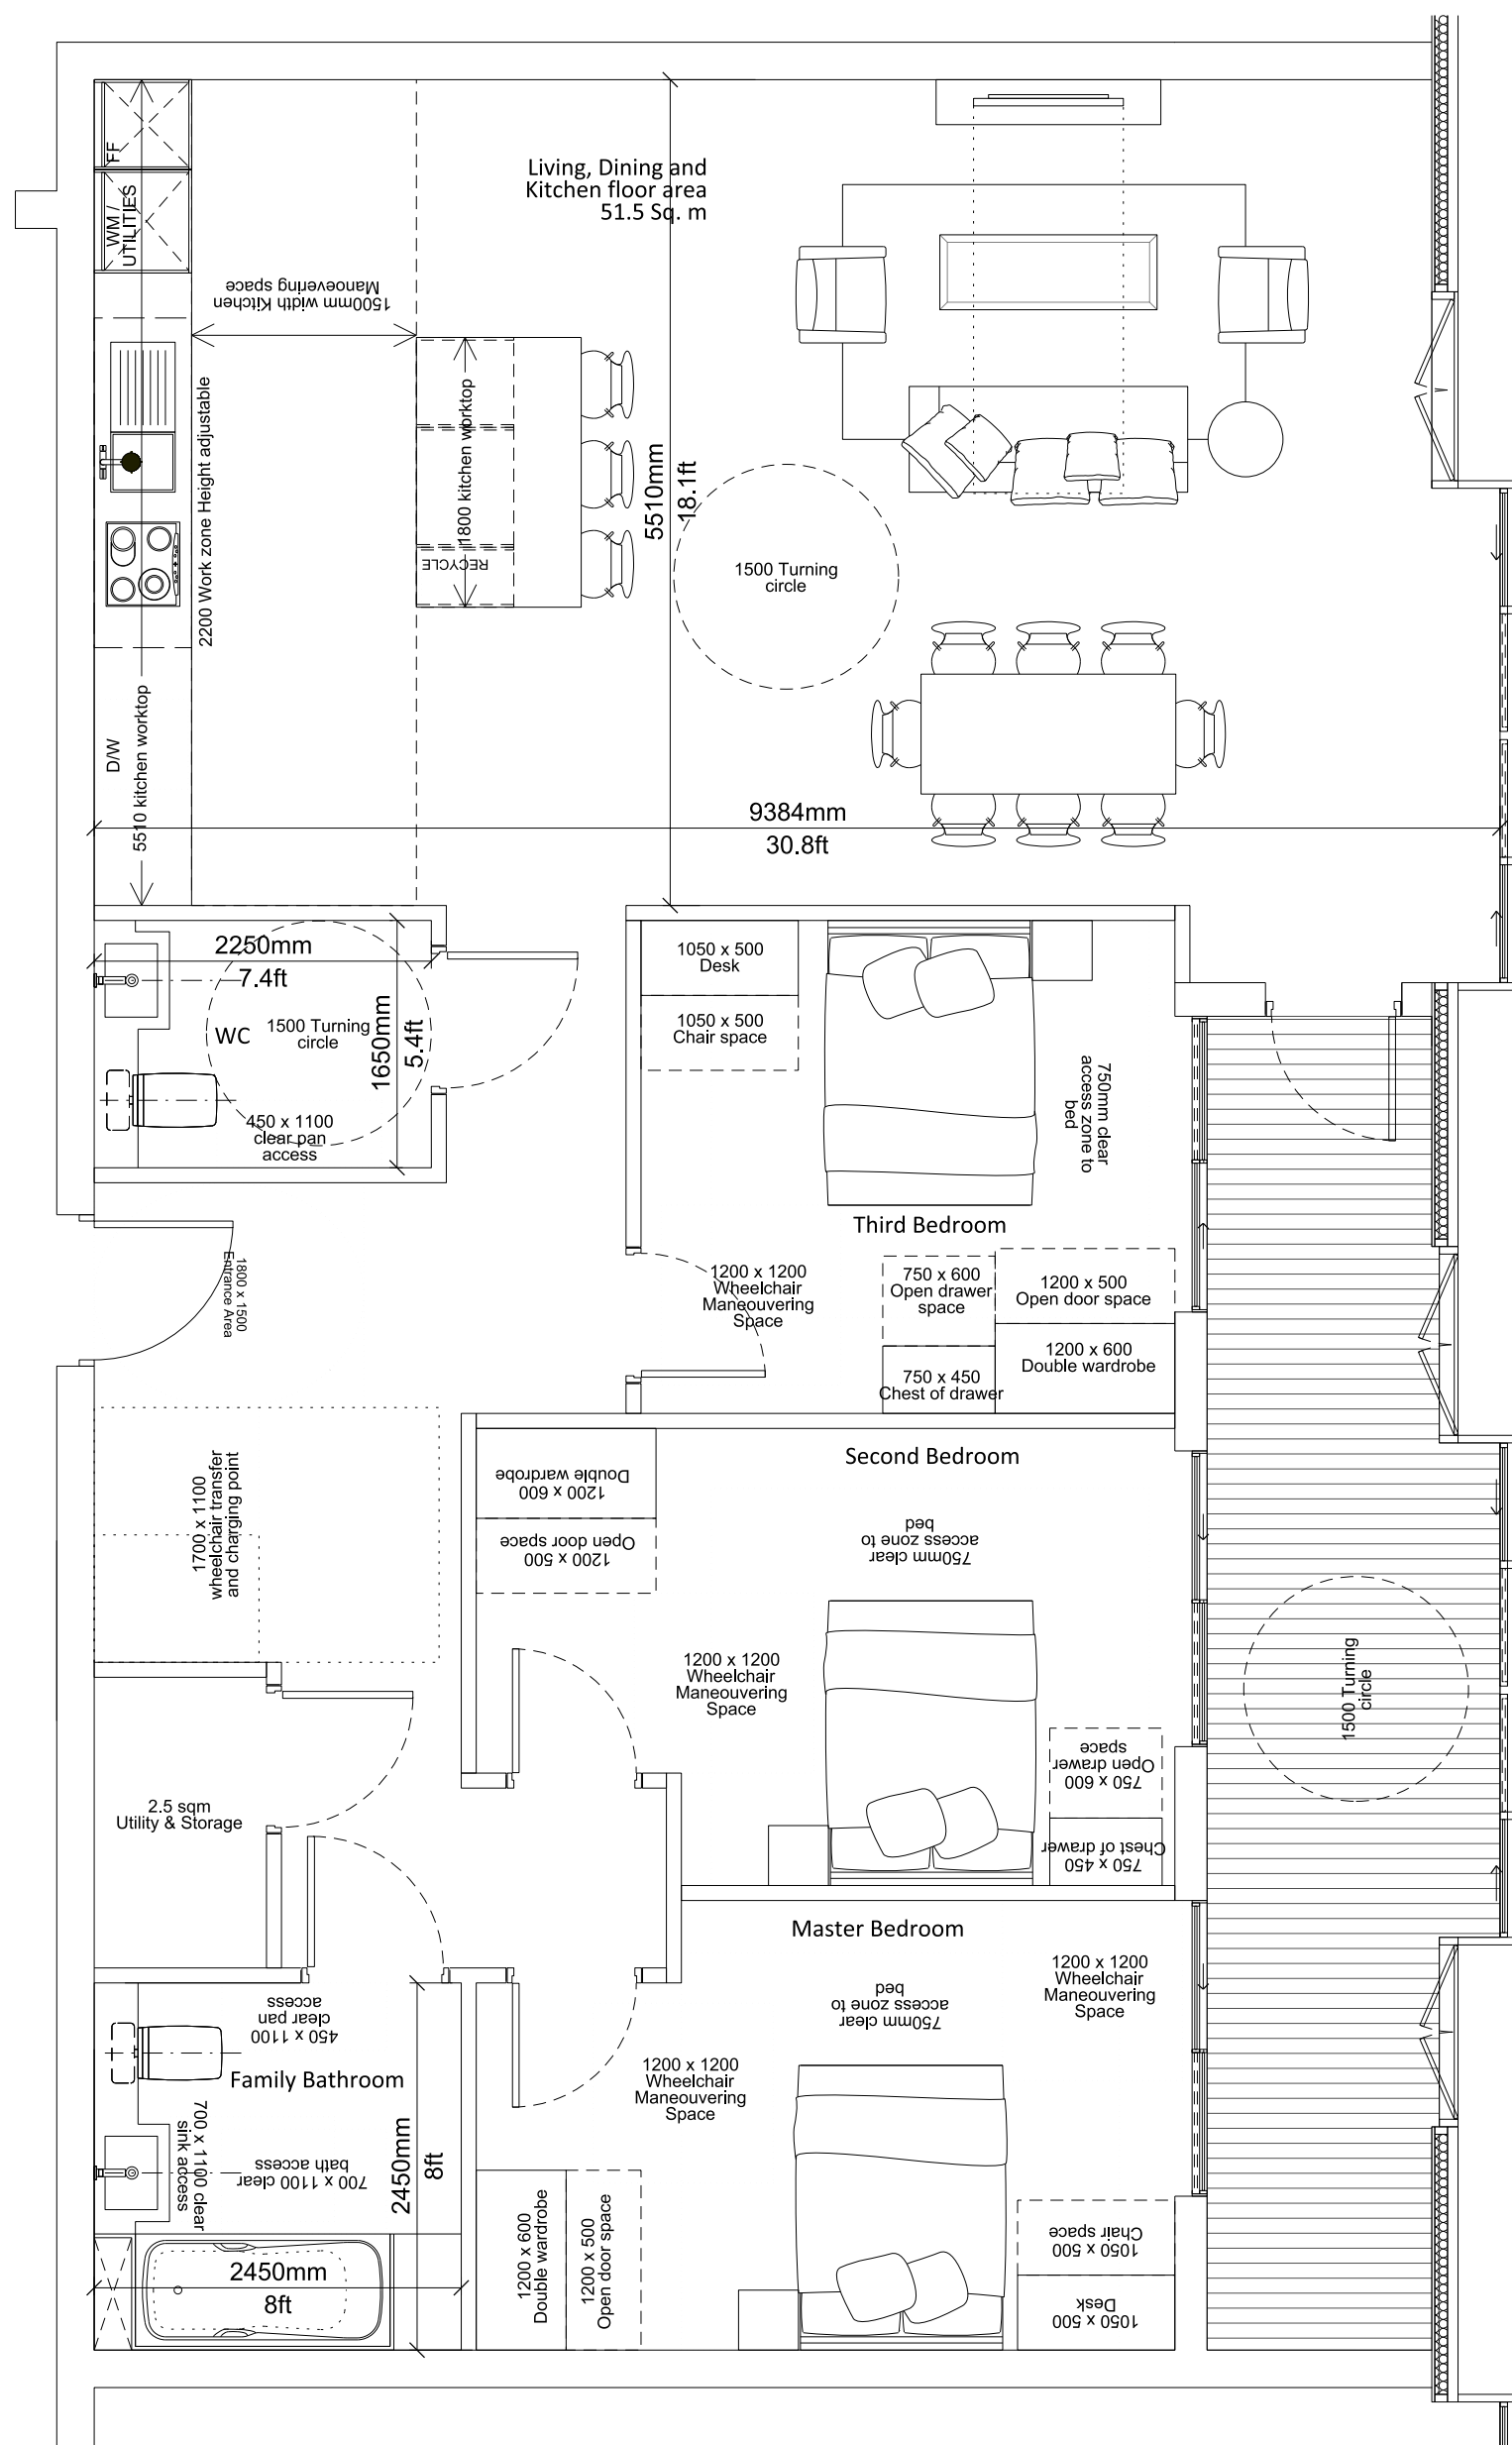 FF
WM /
UTILITIES
Living, Dining and
Kitchen floor area
51.5 Sq. m
1500mm width Kitchen
Manoevering space
2200 Work zone Height adjustable
1800 kitchen worktop
RECYCLE
5510mm
18.1ft
1500 Turning
circle
D/W
5510 kitchen worktop
9384mm
30.8ft
2250mm
7.4ft
WC
1500 Turning
circle
1650mm
5.4ft
450 x 1100
clear pan
access
1050 x 500
Desk
1050 x 500
Chair space
750mm clear
access zone to
bed
Third Bedroom
1800 x 1500
Entrance Area
1200 x 1200
Wheelchair
Maneouvering
Space
750 x 600
Open drawer
space
1200 x 500
Open door space
750 x 450
Chest of drawer
1200 x 600
Double wardrobe
1700 x 1100
wheelchair transfer
and charging point
Second Bedroom
1200 x 600
Double wardrobe
1200 x 500
Open door space
750mm clear
access zone to
bed
1200 x 1200
Wheelchair
Maneouvering
Space
750 x 600
Open drawer
space
750 x 450
Chest of drawer
1500 Turning
circle
2.5 sqm
Utility & Storage
Master Bedroom
750mm clear
access zone to
bed
1200 x 1200
Wheelchair
Maneouvering
Space
1200 x 1200
Wheelchair
Maneouvering
Space
450 x 1100
clear pan
access
Family Bathroom
700 x 1100 clear
sink access
700 x 1100 clear
bath access
2450mm
8ft
2450mm
8ft
1200 x 600
Double wardrobe
1200 x 500
Open door space
1050 x 500
Chair space
1050 x 500
Desk